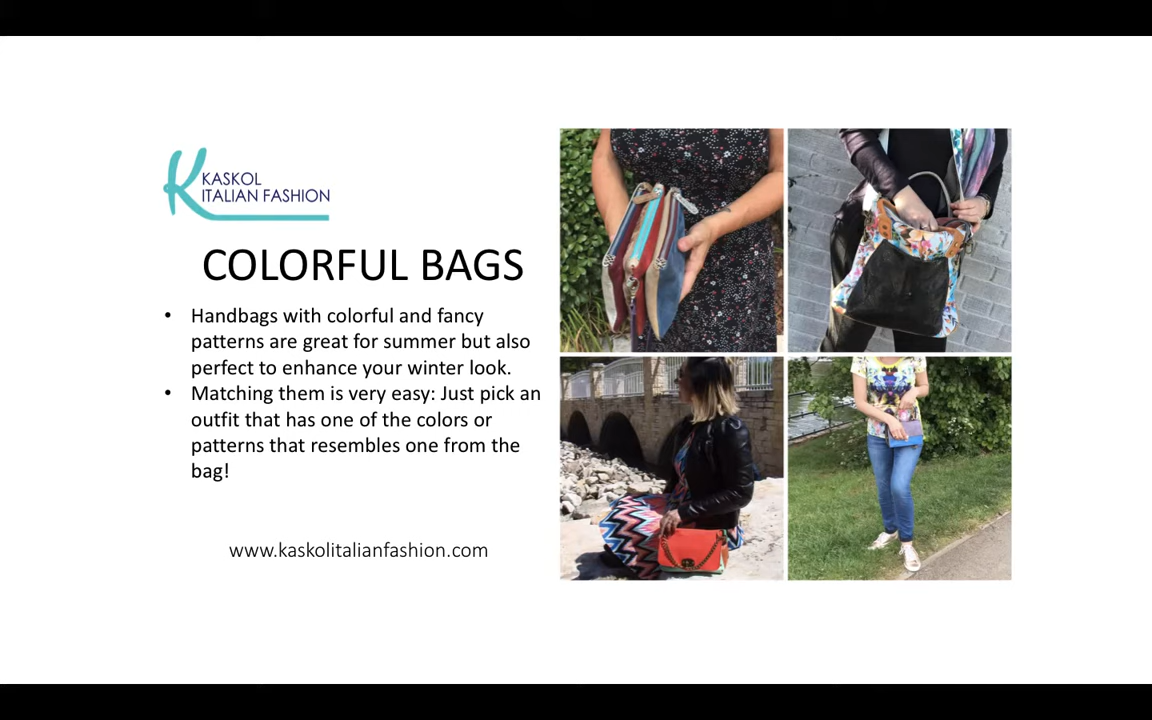 KASKOL
ITALIAN FASHION
COLORFUL BAGS
• Handbags with colorful and fancy
patterns are great for summer but also
perfect to enhance your winter look.
• Matching them is very easy: Just pick an
outfit that has one of the colors or
patterns that resembles one from the
bag!
www.kaskolitalianfashion.com